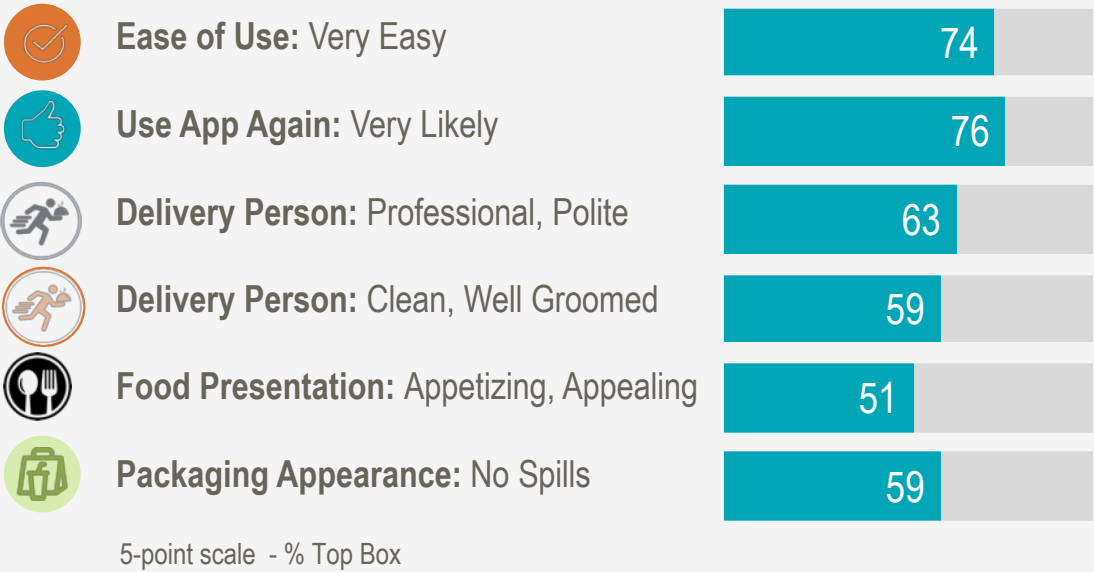 Ease of Use: Very Easy 74
Use App Again: Very Likely 76
Delivery Person: Professional, Polite 63
Delivery Person: Clean, Well Groomed 59
Food Presentation: Appetizing, Appealing 51
Packaging Appearance: No Spills 59
5-point scale - % Top Box